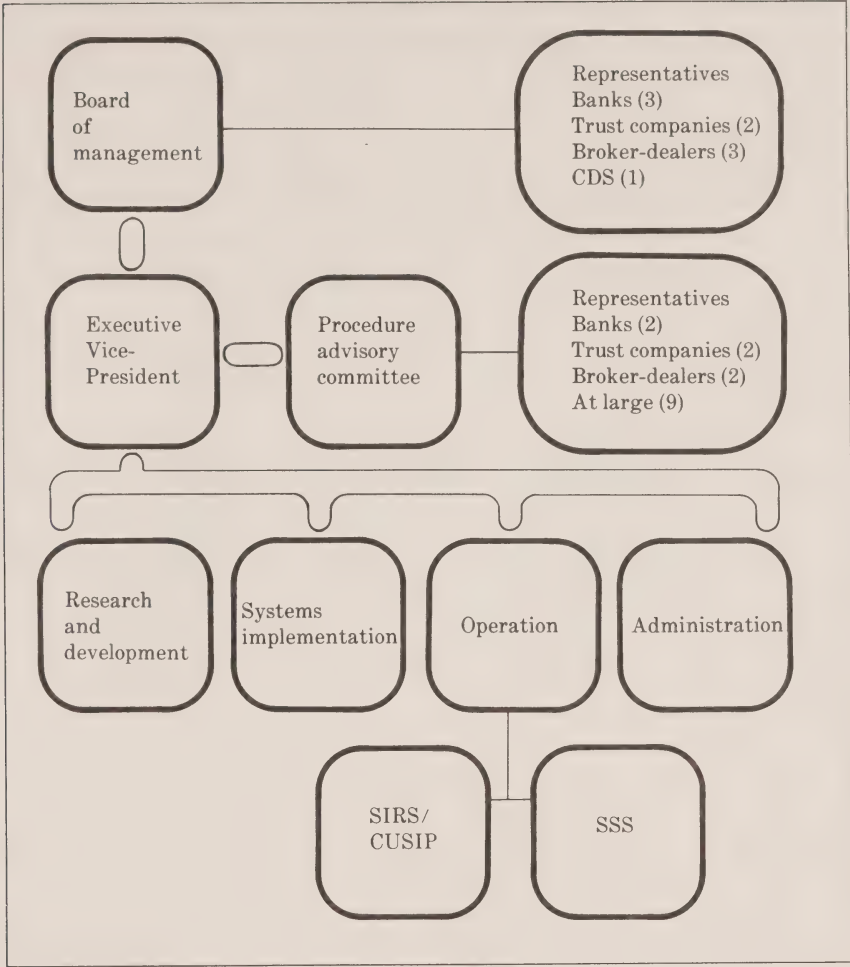 Board
of
management
Representatives
Banks (3)
Trust companies (2)
Broker-dealers (3)
CDS (1)
Executive
Vice-
President
Procedure
advisory
committee
Representatives
Banks (2)
Trust companies (2)
Broker-dealers (2)
At large (9)
Research
and
development
Systems
implementation
Operation
Administration
SIRS/
CUSIP
SSS